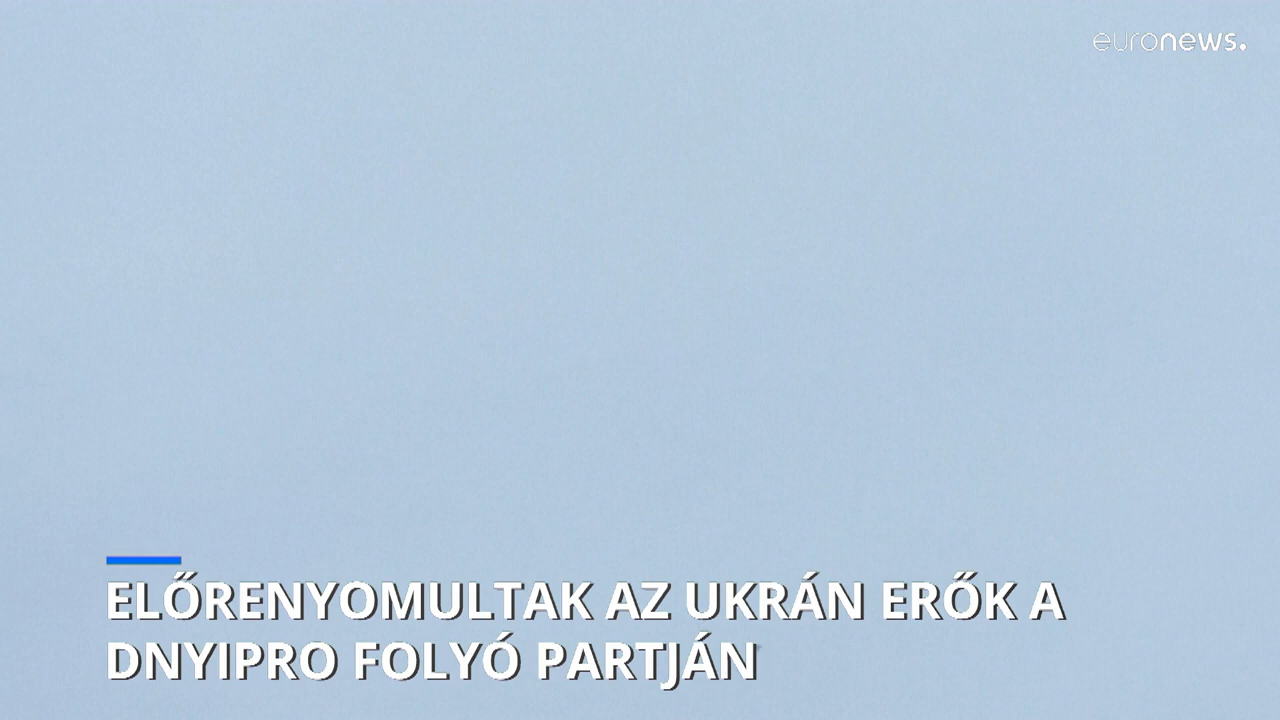 euronews.
ELŐRENYOMULTAK AZ UKRÁN ERŐK A
DNYIPRO FOLYÓ PARTJÁN